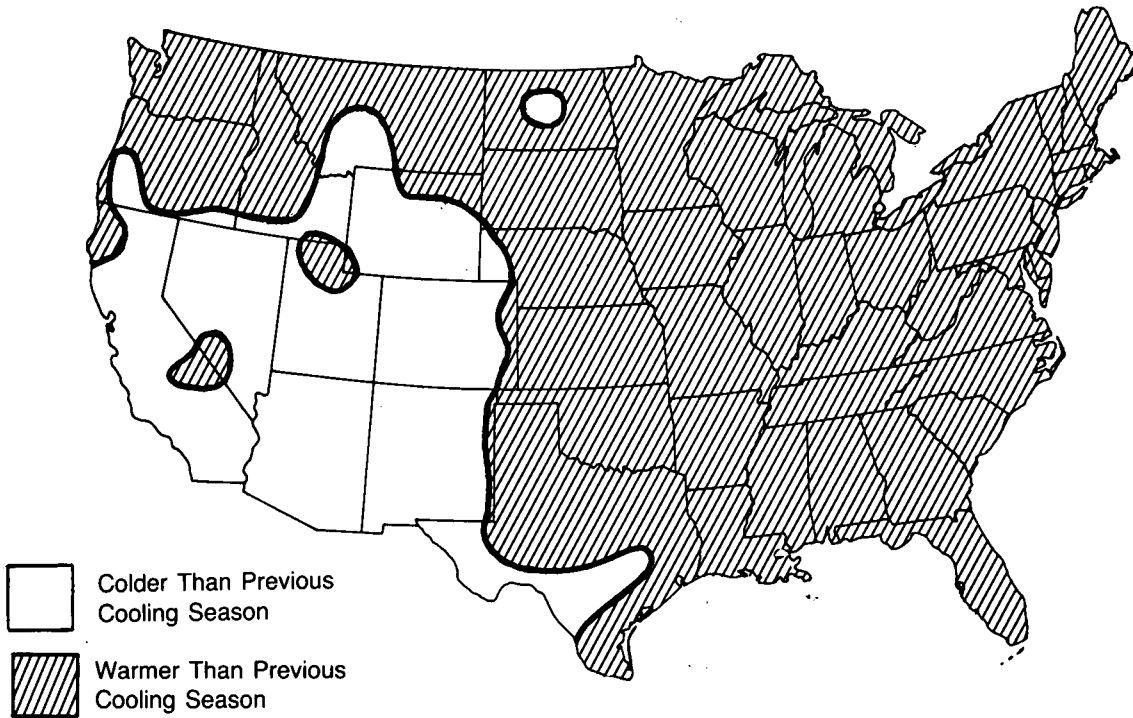 Colder Than Previous
Cooling Season
Warmer Than Previous
Cooling Season